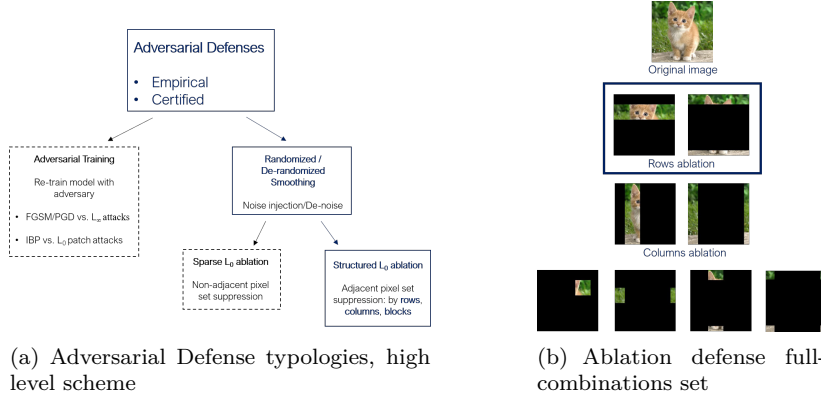 Adversarial Defenses
• Empirical
• Certified
Adversarial Training
Re-train model with
adversary
• FGSM/PGD vs. L∞ attacks
• IBP vs. L0 patch attacks
Randomized /
De-randomized
Smoothing
Noise injection/De-noise
Sparse L0 ablation
Non-adjacent pixel
set suppression
Structured L0 ablation
Adjacent pixel set
suppression: by rows,
columns, blocks
(a) Adversarial Defense typologies, high
level scheme
Original image
Rows ablation
Columns ablation
(b) Ablation defense full-
combinations set